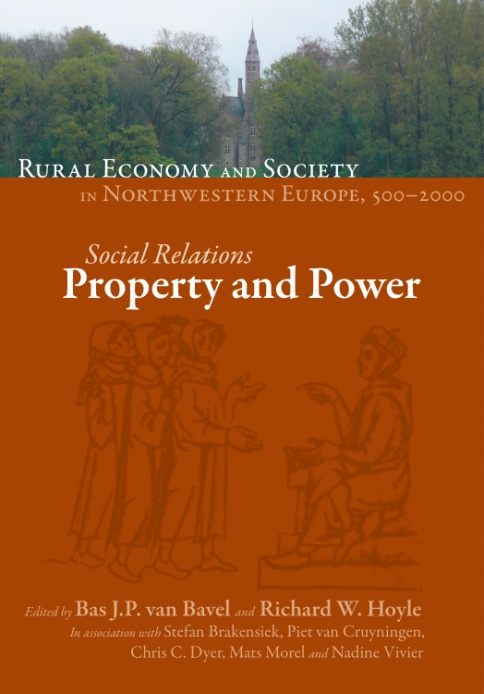 Rural Economy and Society
in Northwestern Europe, 500–2000
Social Relations
Property and Power
Edited by Bas J.P. van Bavel and Richard W. Hoyle
In association with Stefan Brakensiek, Piet van Cruyningen,
Chris C. Dyer, Mats Morel and Nadine Vivier